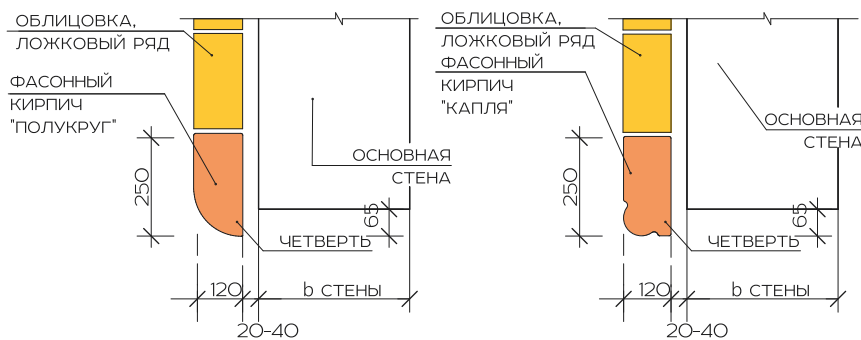 ОБЛИЦОВКА,
ЛОЖКОВЫЙ РЯД
ФАСОННЫЙ
КИРПИЧ
"ПОЛУКРУГ"
250
ОСНОВНАЯ
СТЕНА
65
ЧЕТВЕРТЬ
120
b СТЕНЫ
20-40
ОБЛИЦОВКА,
ЛОЖКОВЫЙ РЯД
ФАСОННЫЙ
КИРПИЧ
"КАПЛЯ"
250
ОСНОВНАЯ
СТЕНА
65
ЧЕТВЕРТЬ
120
b СТЕНЫ
20-40